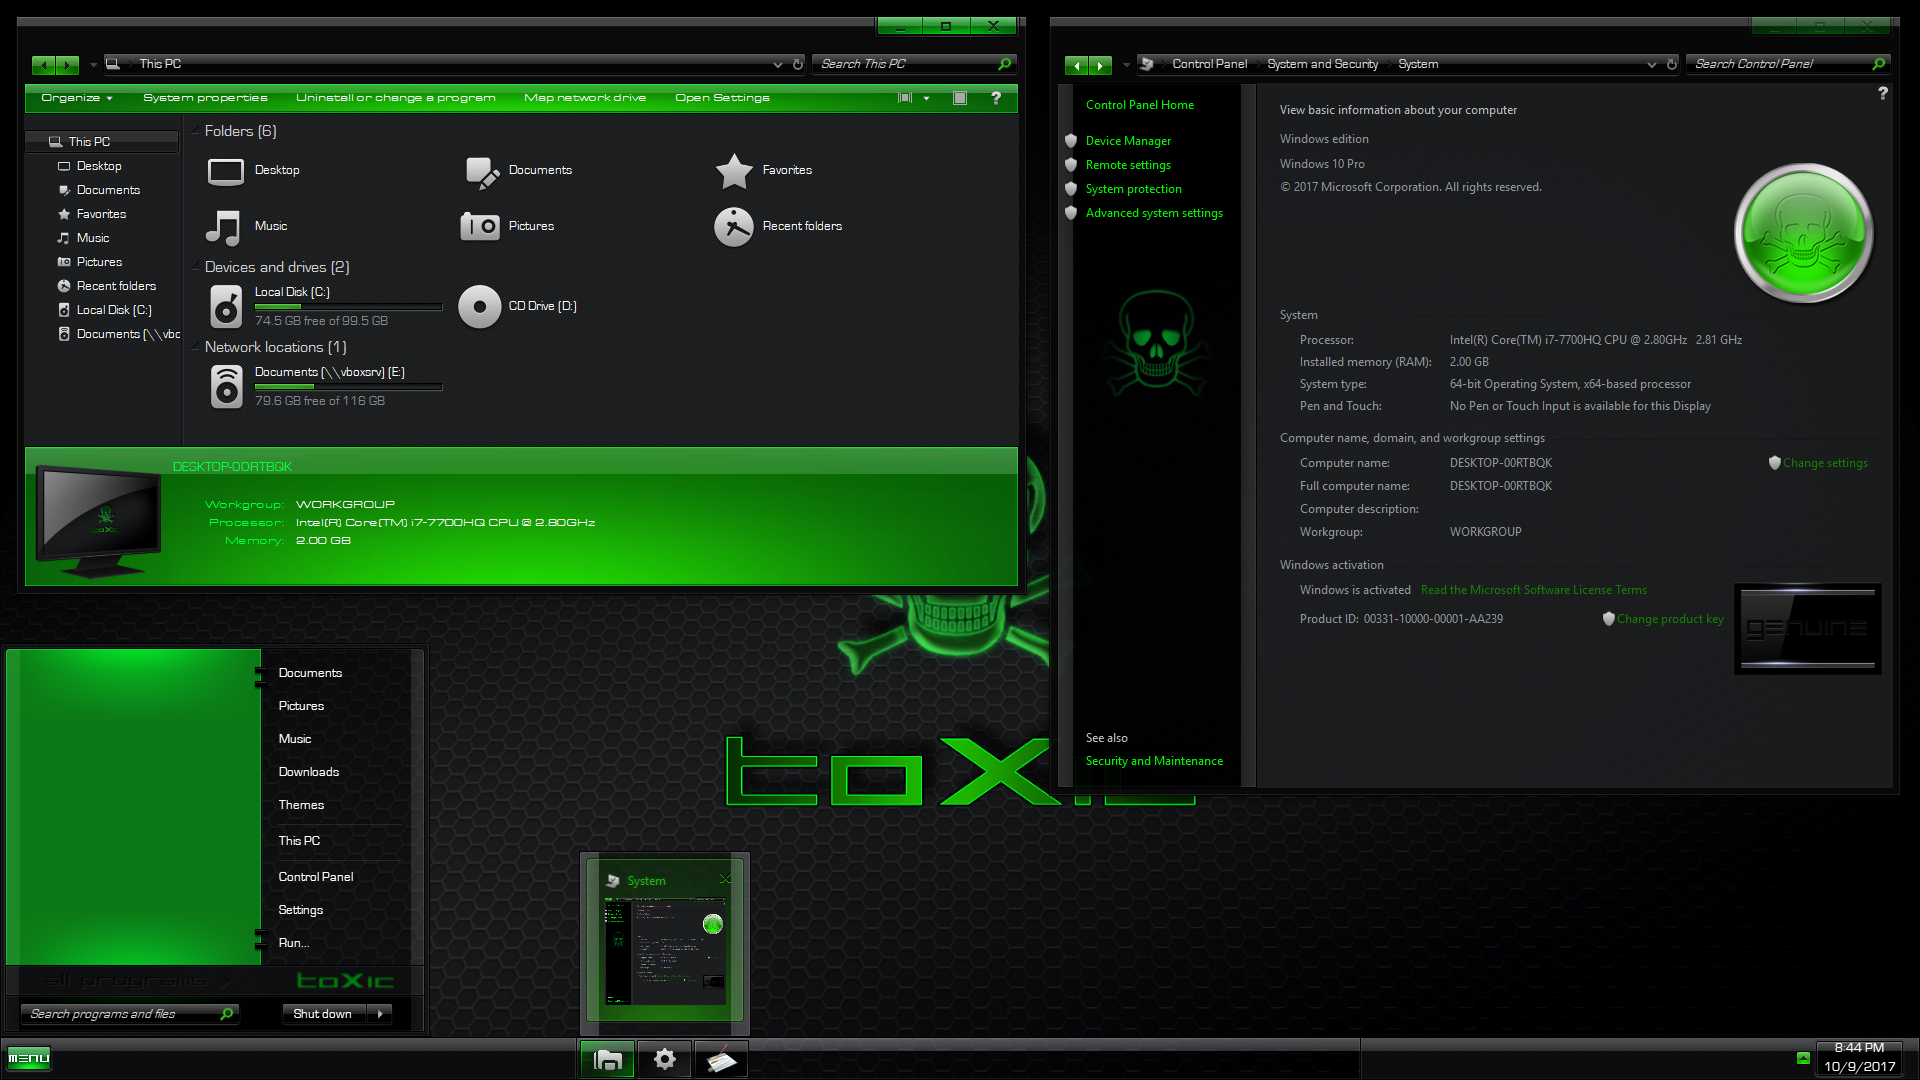 This PC
Search This PC
Organize
System properties
Uninstall or change a program
Map network drive
Open Settings
?
This PC
Desktop
Documents
Favorites
Music
Pictures
Recent folders
Local Disk (C:)
Documents (\\vbo
Folders (6)
Desktop
Documents
Favorites
Music
Pictures
Recent folders
Devices and drives (2)
Local Disk (C:)
74.5 GB free of 99.5 GB
CD Drive (D:)
Network locations (1)
Documents (\\vboxsrv) (E:)
79.6 GB free of 116 GB
toxic
DESKTOP-00RTBQK
Workgroup: WORKGROUP
Processor: Intel(R) Core(TM) i7-7700HQ CPU @ 2.80GHz
Memory: 2.00 GB
Control Panel System and Security System
Search Control Panel
?
Control Panel Home
Device Manager
Remote settings
System protection
Advanced system settings
See also
Security and Maintenance
View basic information about your computer
Windows edition
Windows 10 Pro
© 2017 Microsoft Corporation. All rights reserved.
System
Processor: Intel(R) Core(TM) i7-7700HQ CPU @ 2.80GHz 2.81 GHz
Installed memory (RAM): 2.00 GB
System type: 64-bit Operating System, x64-based processor
Pen and Touch: No Pen or Touch Input is available for this Display
Computer name, domain, and workgroup settings
Computer name: DESKTOP-00RTBQK
Change settings
Full computer name: DESKTOP-00RTBQK
Computer description:
Workgroup: WORKGROUP
Windows activation
Windows is activated Read the Microsoft Software License Terms
Product ID: 00331-10000-00001-AA239
Change product key
genuine
Documents
Pictures
Music
Downloads
Themes
This PC
Control Panel
Settings
Run...
all programs
toxic
Search programs and files
Shut down
toX
System
menu
8:44 PM
10/9/2017